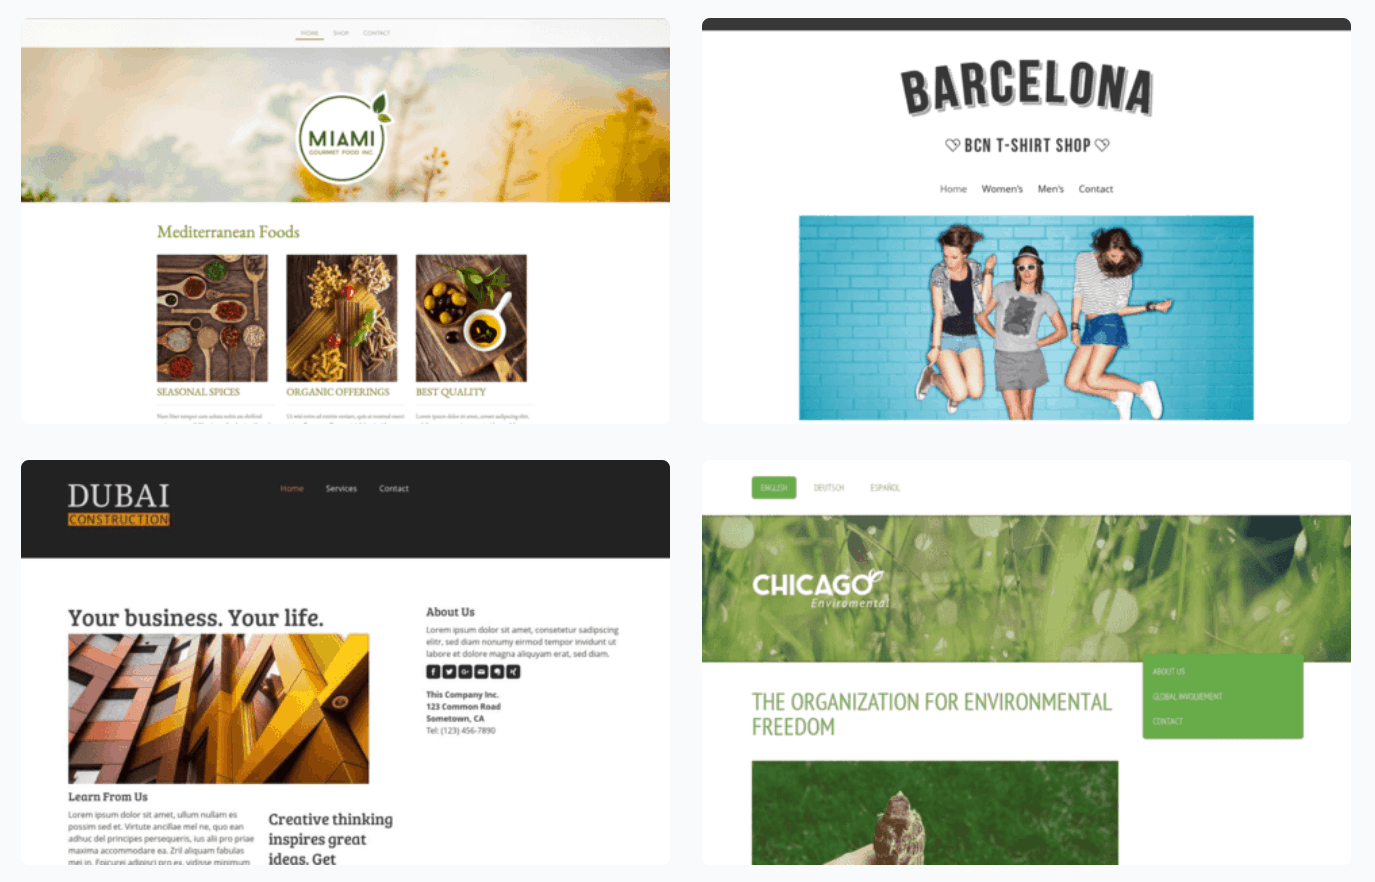 HOME SHOP CONTACT
MIAMI
GOURMET FOOD INC.
Mediterranean Foods
SEASONAL SPICES
ORGANIC OFFERINGS
BEST QUALITY
BARCELONA
BCN T-SHIRT SHOP
Home Women's Men's Contact
DUBAI
CONSTRUCTION
Home Services Contact
Your business. Your life.
Learn From Us
Lorem ipsum dolor sit amet, ullum nullam es
possim sed et. Virtute ancillae mel ne, quo ean
adhuc del principes persequeris, ius alii pro priae
maxima accommodare ea. Zril aliquam fabulas
mei in. Epicurei adipisci pro ex, vidisse minimum
Creative thinking
inspires great
ideas. Get
About Us
Lorem ipsum dolor sit amet, consetetur sadipscing
elitr, sed diam nonumy eirmod tempor invidunt ut
labore et dolore magna aliquyam erat, sed diam.
This Company Inc.
123 Common Road
Sometown, CA
Tel: (123) 456-7890
ENGLISH DEUTSCH ESPAÑOL
CHICAGO
Enviromental
ABOUT US
GLOBAL INVOLVEMENT
CONTACT
THE ORGANIZATION FOR ENVIRONMENTAL
FREEDOM